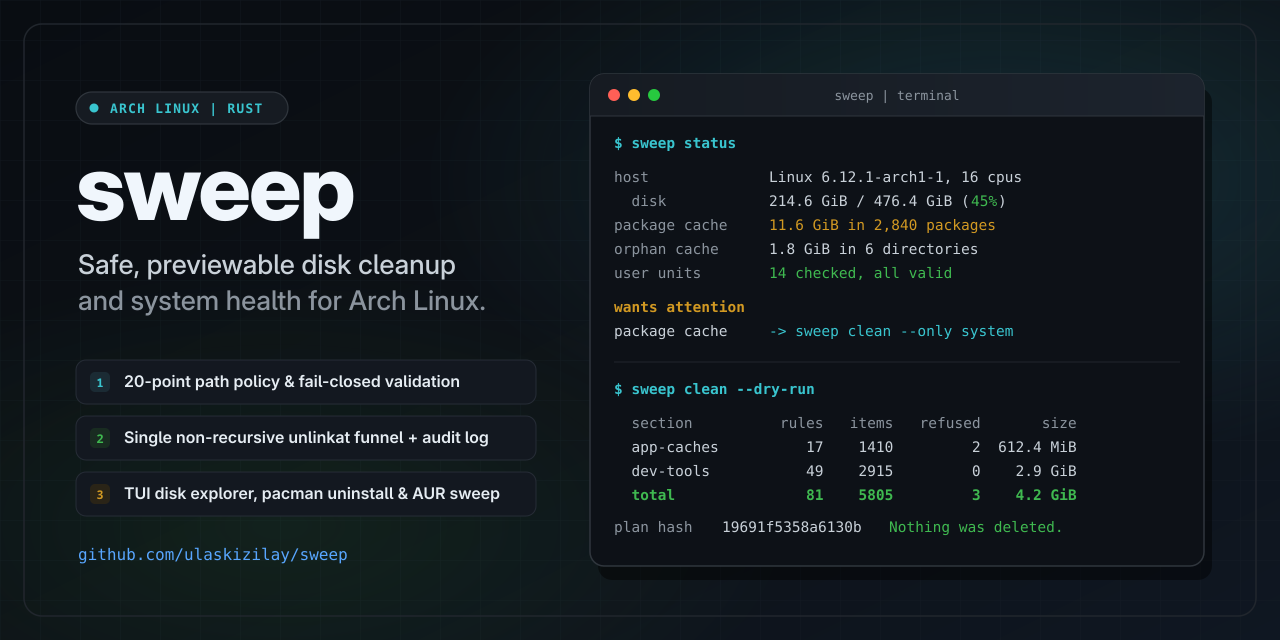 ARCH LINUX | RUST
sweep
Safe, previewable disk cleanup
and system health for Arch Linux.
1 20-point path policy & fail-closed validation
2 Single non-recursive unlinkat funnel + audit log
3 TUI disk explorer, pacman uninstall & AUR sweep
github.com/ulaskizilay/sweep
sweep | terminal
$ sweep status
host Linux 6.12.1-arch1-1, 16 cpus
disk 214.6 GiB / 476.4 GiB (45%)
package cache 11.6 GiB in 2,840 packages
orphan cache 1.8 GiB in 6 directories
user units 14 checked, all valid
wants attention
package cache -> sweep clean --only system
$ sweep clean --dry-run
section rules items refused size
app-caches 17 1410 2 612.4 MiB
dev-tools 49 2915 0 2.9 GiB
total 81 5805 3 4.2 GiB
plan hash 19691f5358a6130b Nothing was deleted.